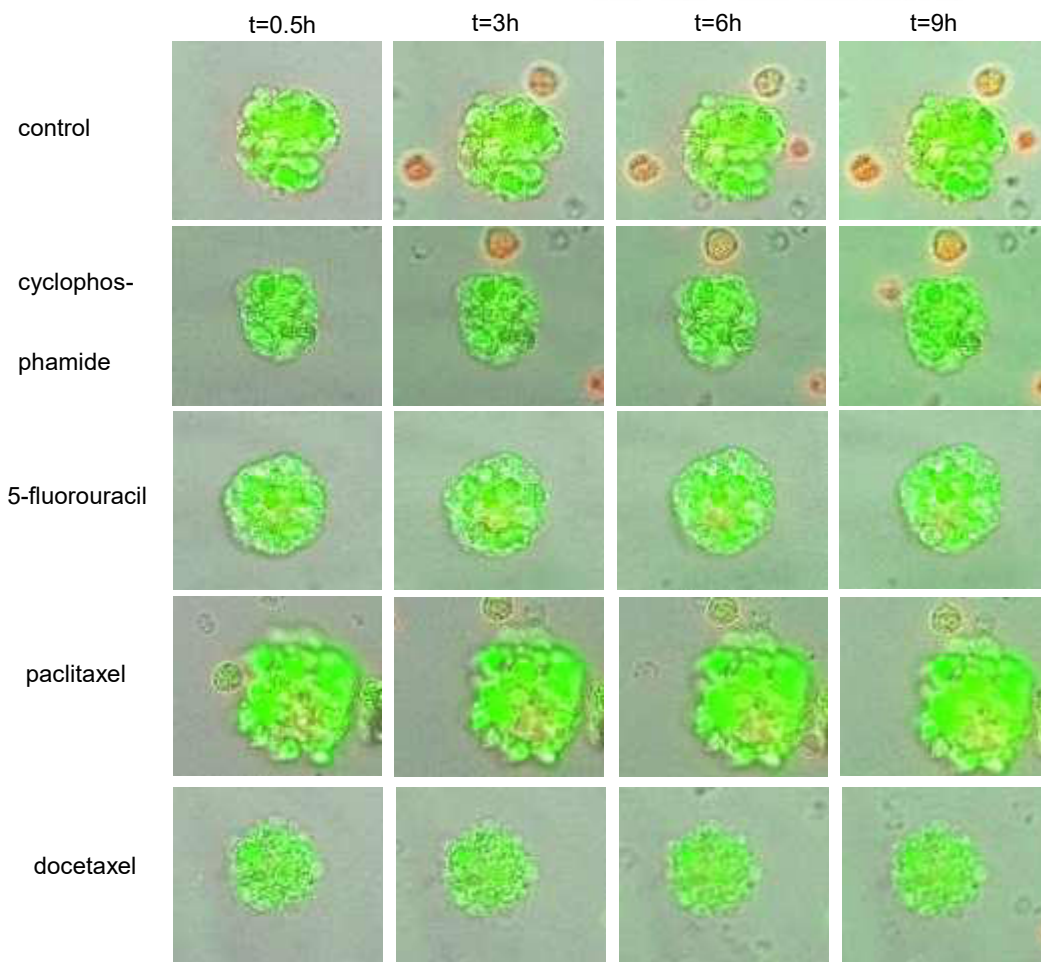 t=0.5h t=3h t=6h t=9h
control
cyclophos-
phamide
5-fluorouracil
paclitaxel
docetaxel